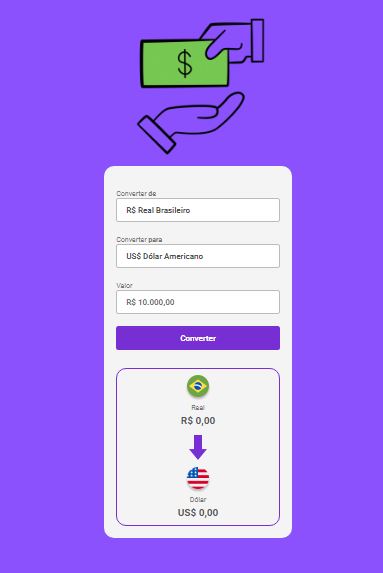 $
Converter de
R$ Real Brasileiro
Converter para
US$ Dólar Americano
Valor
R$ 10.000,00
Converter
Real
R$ 0,00
Dólar
US$ 0,00